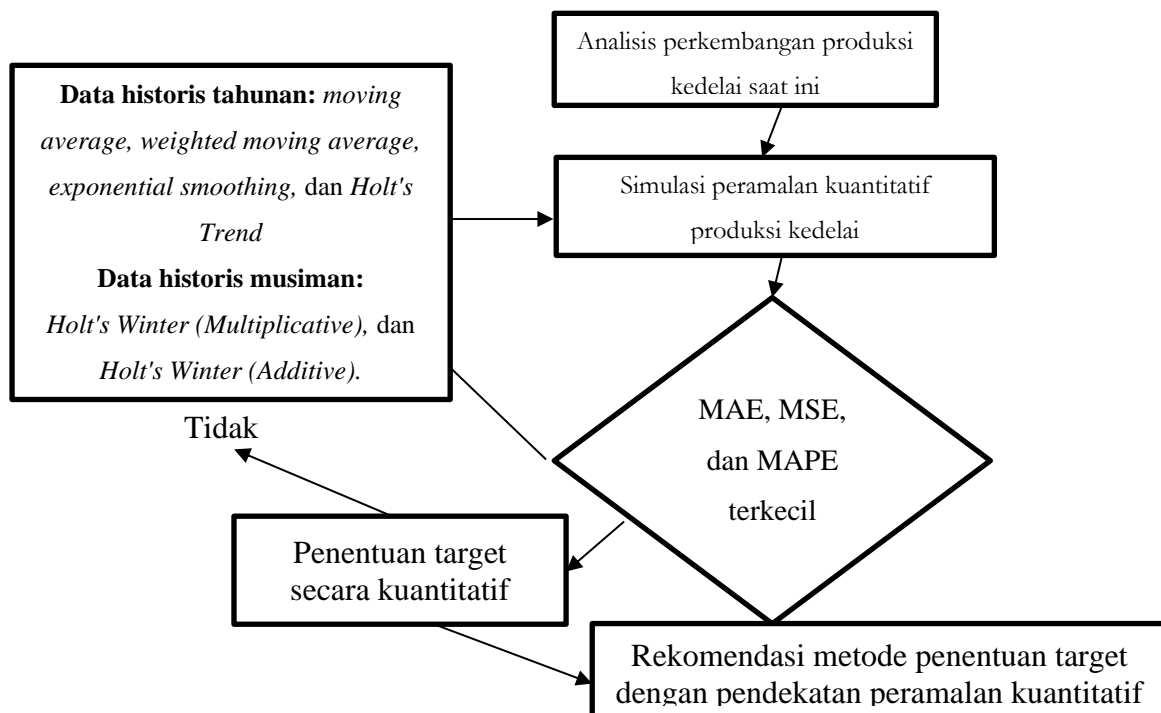 Analisis perkembangan produksi
kedelai saat ini
Data historis tahunan: moving
average, weighted moving average,
exponential smoothing, dan Holt's
Trend
Data historis musiman:
Holt's Winter (Multiplicative), dan
Holt's Winter (Additive).
Simulasi peramalan kuantitatif
produksi kedelai
MAE, MSE,
dan MAPE
terkecil
Tidak
Penentuan target
secara kuantitatif
Rekomendasi metode penentuan target
dengan pendekatan peramalan kuantitatif